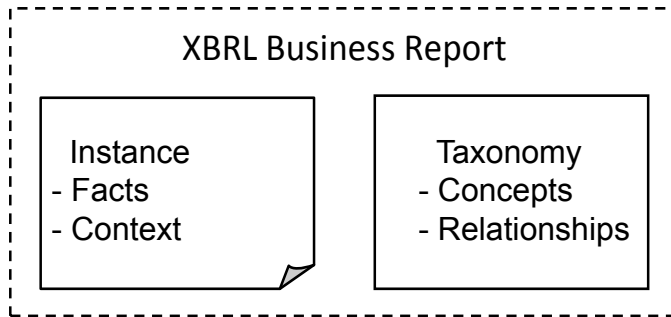 XBRL Business Report
Instance
- Facts
- Context
Taxonomy
- Concepts
- Relationships